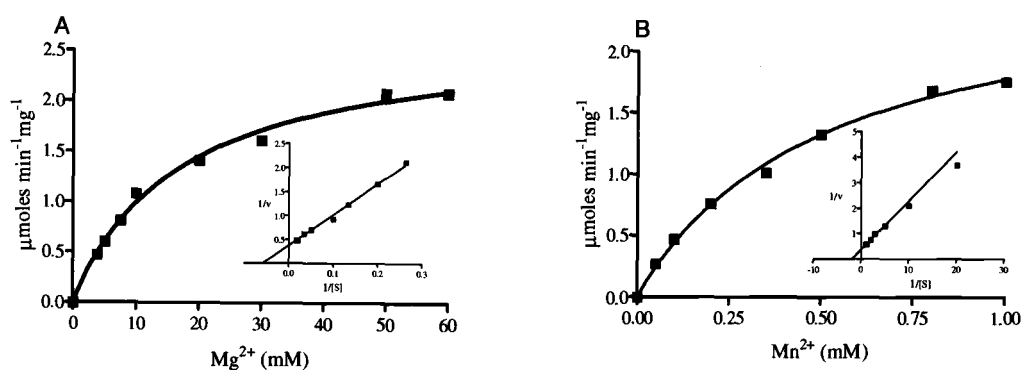 A
2.5
2.0
1.5
1.0
0.5
0.0
μmoles min⁻¹mg⁻¹
0 10 20 30 40 50 60
Mg²⁺ (mM)
2.5
2.0
1.5
1.0
0.5
1/v
0.0 0.1 0.2 0.3
1/[S]
B
2.0
1.5
1.0
0.5
0.0
μmoles min⁻¹mg⁻¹
0.00 0.25 0.50 0.75 1.00
Mn²⁺ (mM)
5
4
3
2
1
1/v
-10 0 10 20 30
1/[S]